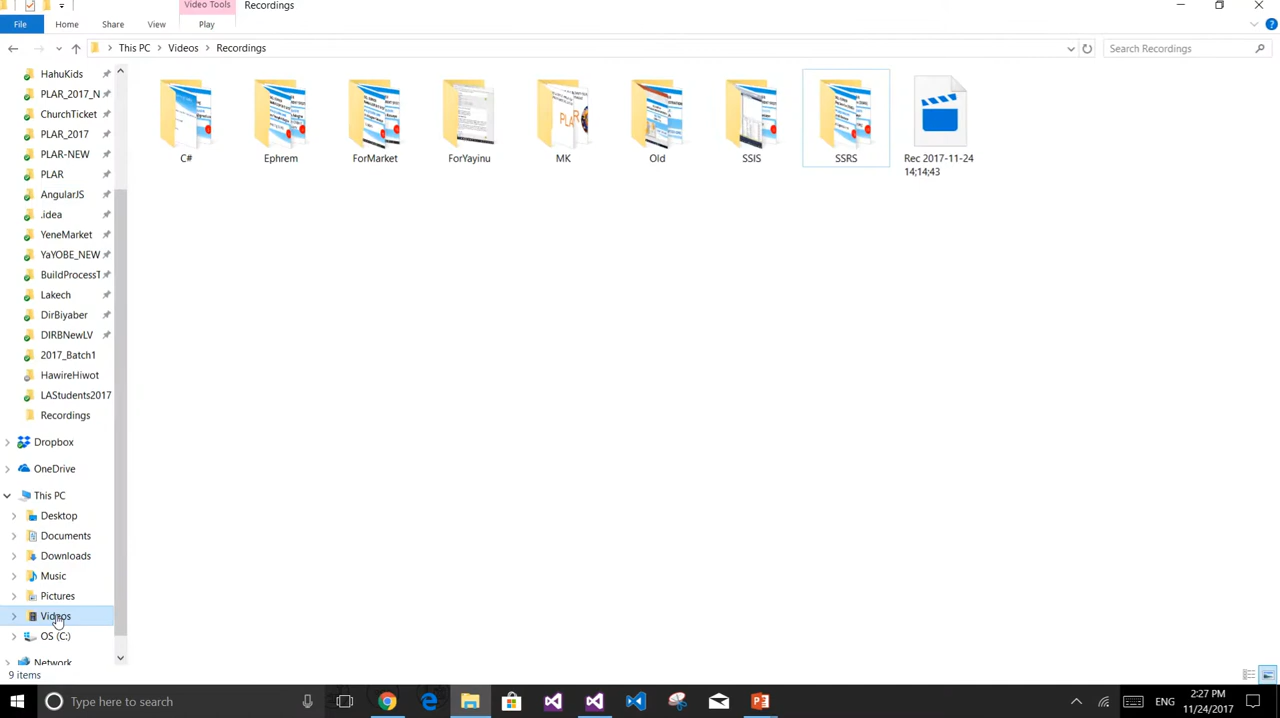 Video Tools
Recordings
File
Home
Share
View
Play
This PC
Videos
Recordings
Search Recordings
HahuKids
PLAR_2017_N
ChurchTicket
PLAR_2017
PLAR-NEW
PLAR
AngularJS
.idea
YeneMarket
YaYOBE_NEW
BuildProcessT
Lakech
DirBiyaber
DIRBNewLV
2017_Batch1
HawireHiwot
LAStudents2017
Recordings
Dropbox
OneDrive
This PC
Desktop
Documents
Downloads
Music
Pictures
Videos
OS (C:)
Network
C#
Ephrem
ForMarket
ForYayinu
MK
Old
SSIS
SSRS
Rec 2017-11-24
14;14;43
9 items
Type here to search
ENG
2:27 PM
11/24/2017